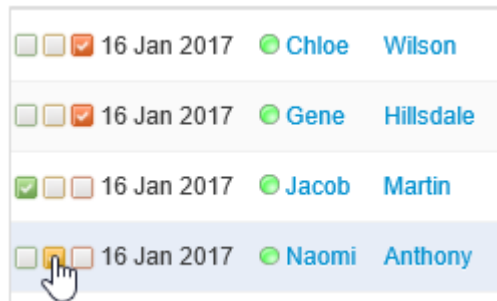 16 Jan 2017 Chloe Wilson
16 Jan 2017 Gene Hillsdale
16 Jan 2017 Jacob Martin
16 Jan 2017 Naomi Anthony